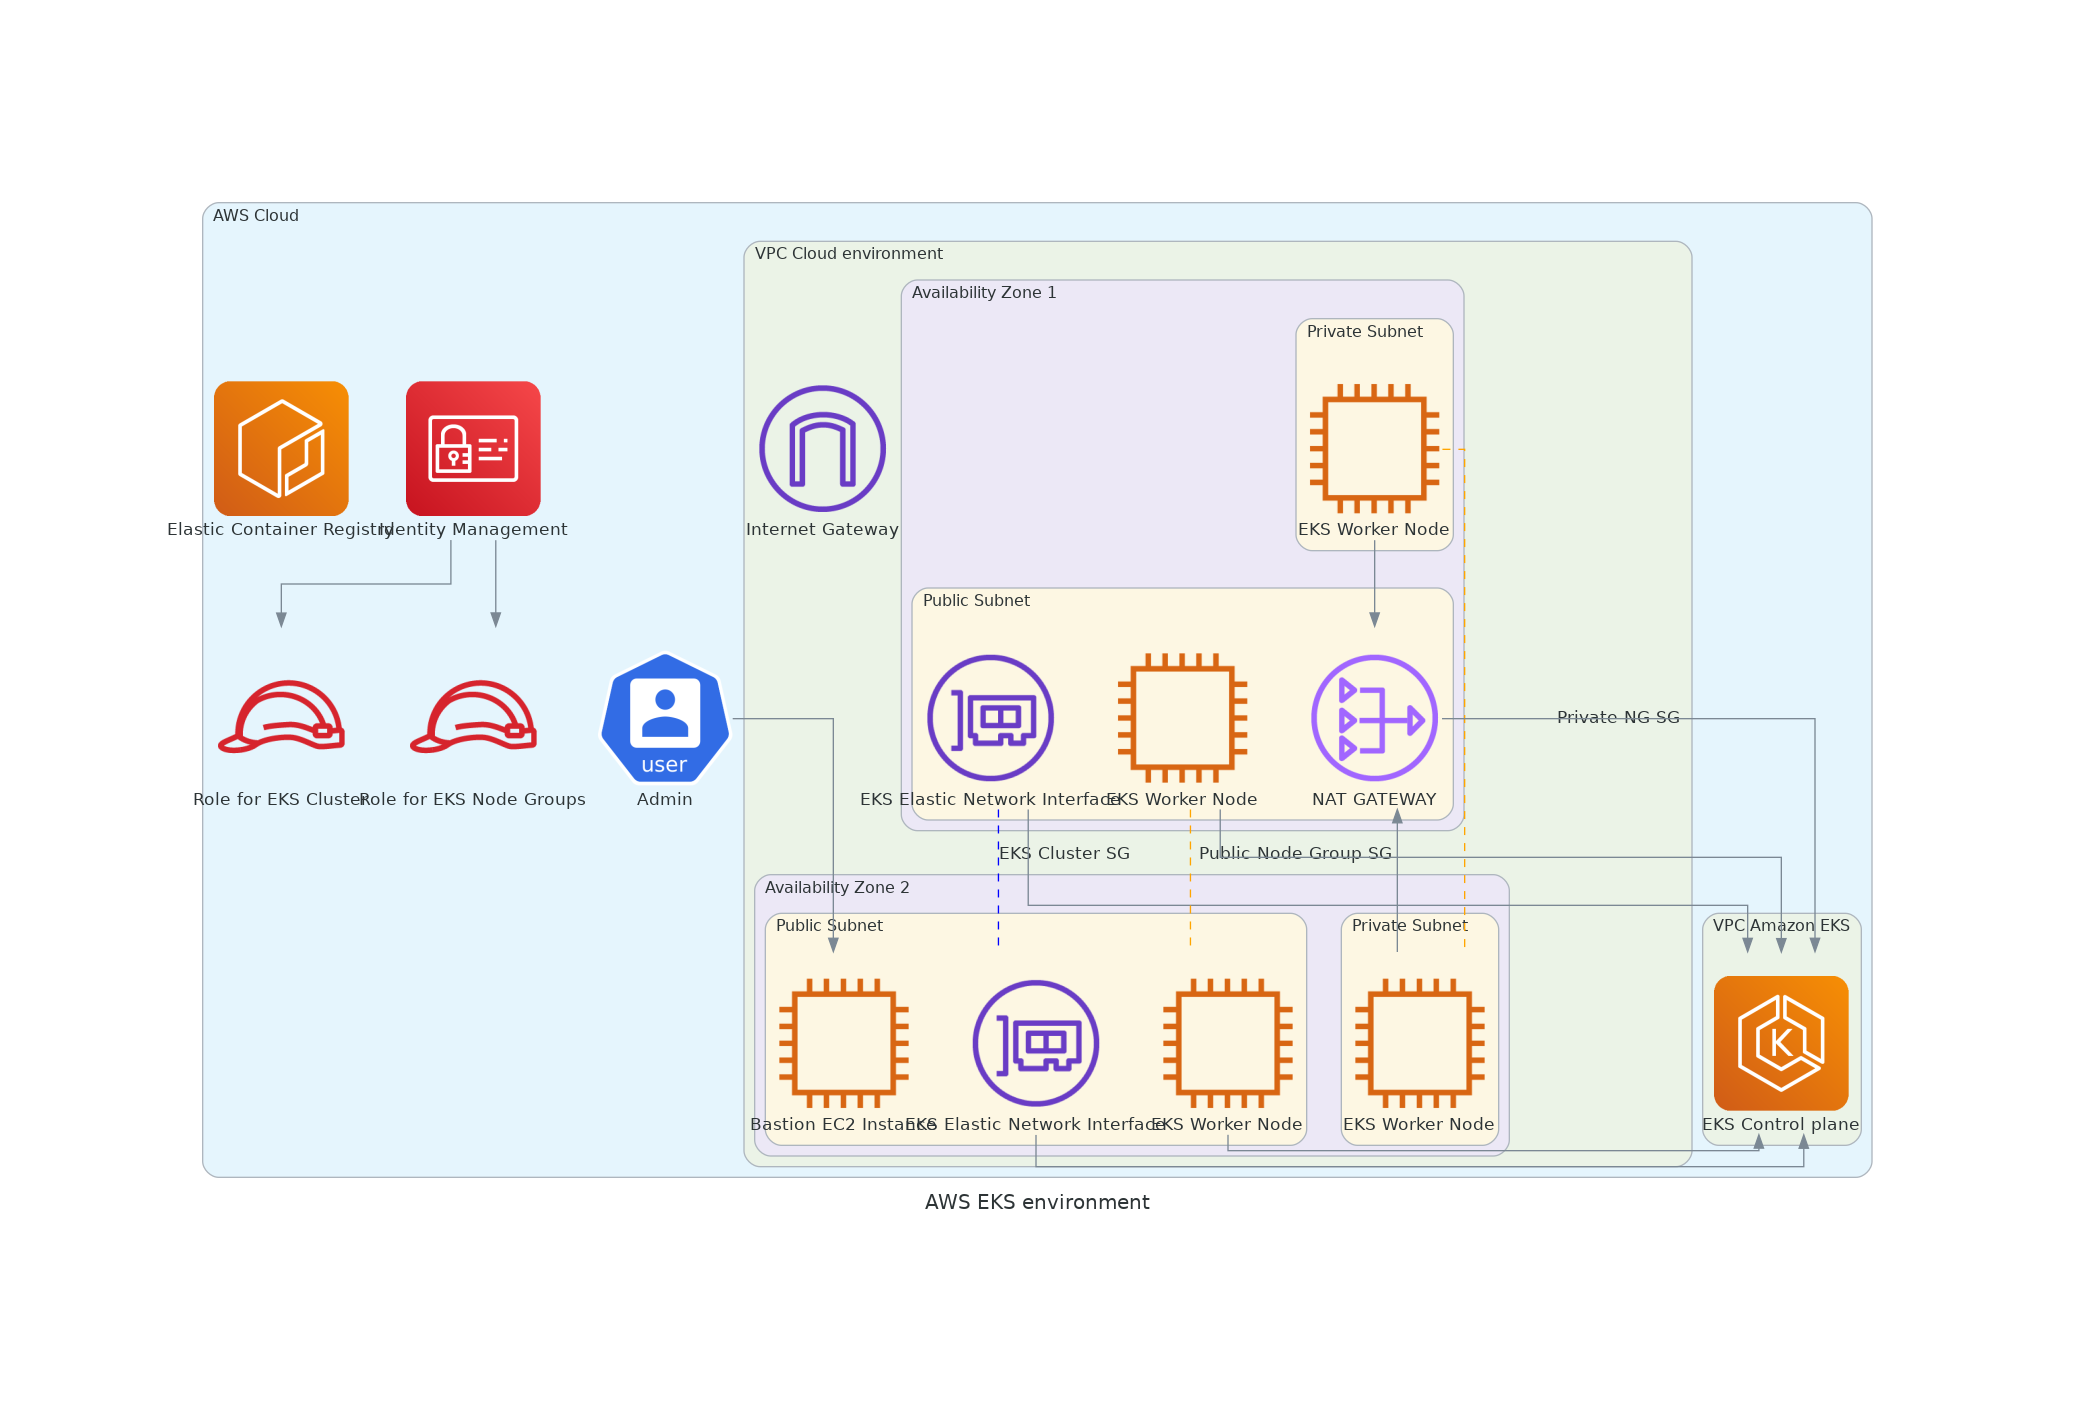 AWS Cloud
VPC Cloud environment
Availability Zone 1
Private Subnet
Elastic Container Registry
Identity Management
Internet Gateway
EKS Worker Node
Public Subnet
user
Private NG SG
Role for EKS Cluster
Role for EKS Node Groups
Admin
EKS Elastic Network Interface
EKS Worker Node
NAT GATEWAY
EKS Cluster SG
Public Node Group SG
Availability Zone 2
Public Subnet
Private Subnet
VPC Amazon EKS
K
Bastion EC2 Instance
EKS Elastic Network Interface
EKS Worker Node
EKS Worker Node
EKS Control plane
AWS EKS environment